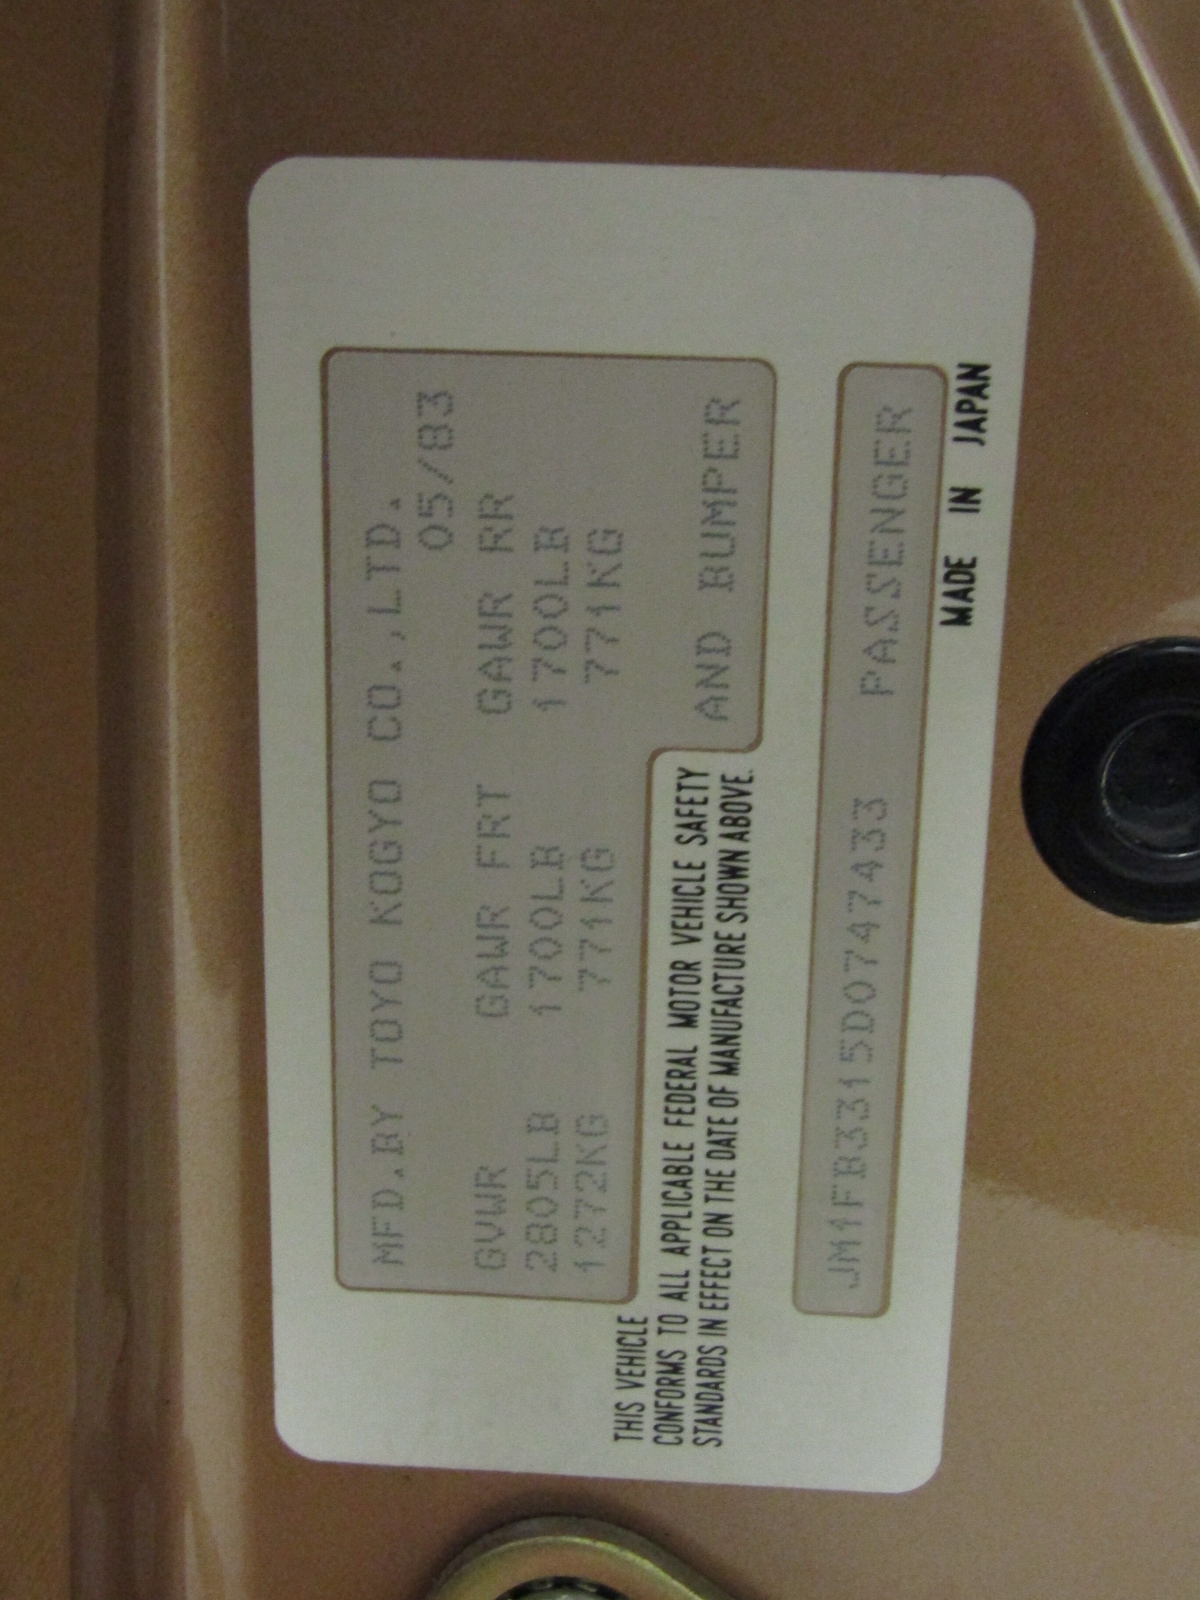 MFD.BY TOYO KOGYO CO.,LTD.
05/83
GVWR GAWR FRT GAWR RR
2805LB 1700LB 1700LB
1272KG 771KG 771KG
THIS VEHICLE
CONFORMS TO ALL APPLICABLE FEDERAL MOTOR VEHICLE SAFETY AND BUMPER
STANDARDS IN EFFECT ON THE DATE OF MANUFACTURE SHOWN ABOVE.
JM1FB3315D0747433 PASSENGER
MADE IN JAPAN